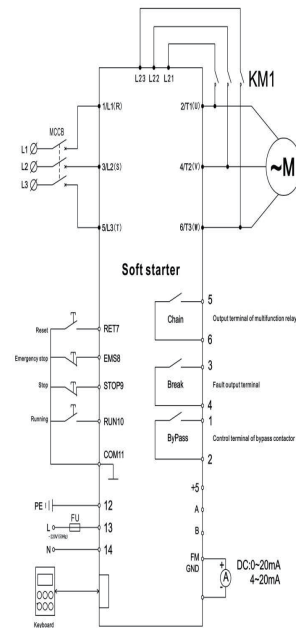 L23 L22 L21
KM1
1/L1(R) 2/T1(U)
MCCB
L1
L2 3/L2(S) 4/T2(V) ~M
L3
5/L3(T) 6/T3(W)
Soft starter
5
Chain Output terminal of multifunction relay
6
Reset RET7
3
Emergency stop EMS8 Break Fault output terminal
4
Stop STOP9
1
Running RUN10 ByPass Control terminal of bypass contactor
2
COM11
+5
PE 12 A
FU
L 13 B
N 14
FM + DC:0~20mA
GND A 4~20mA
-
Keyboard